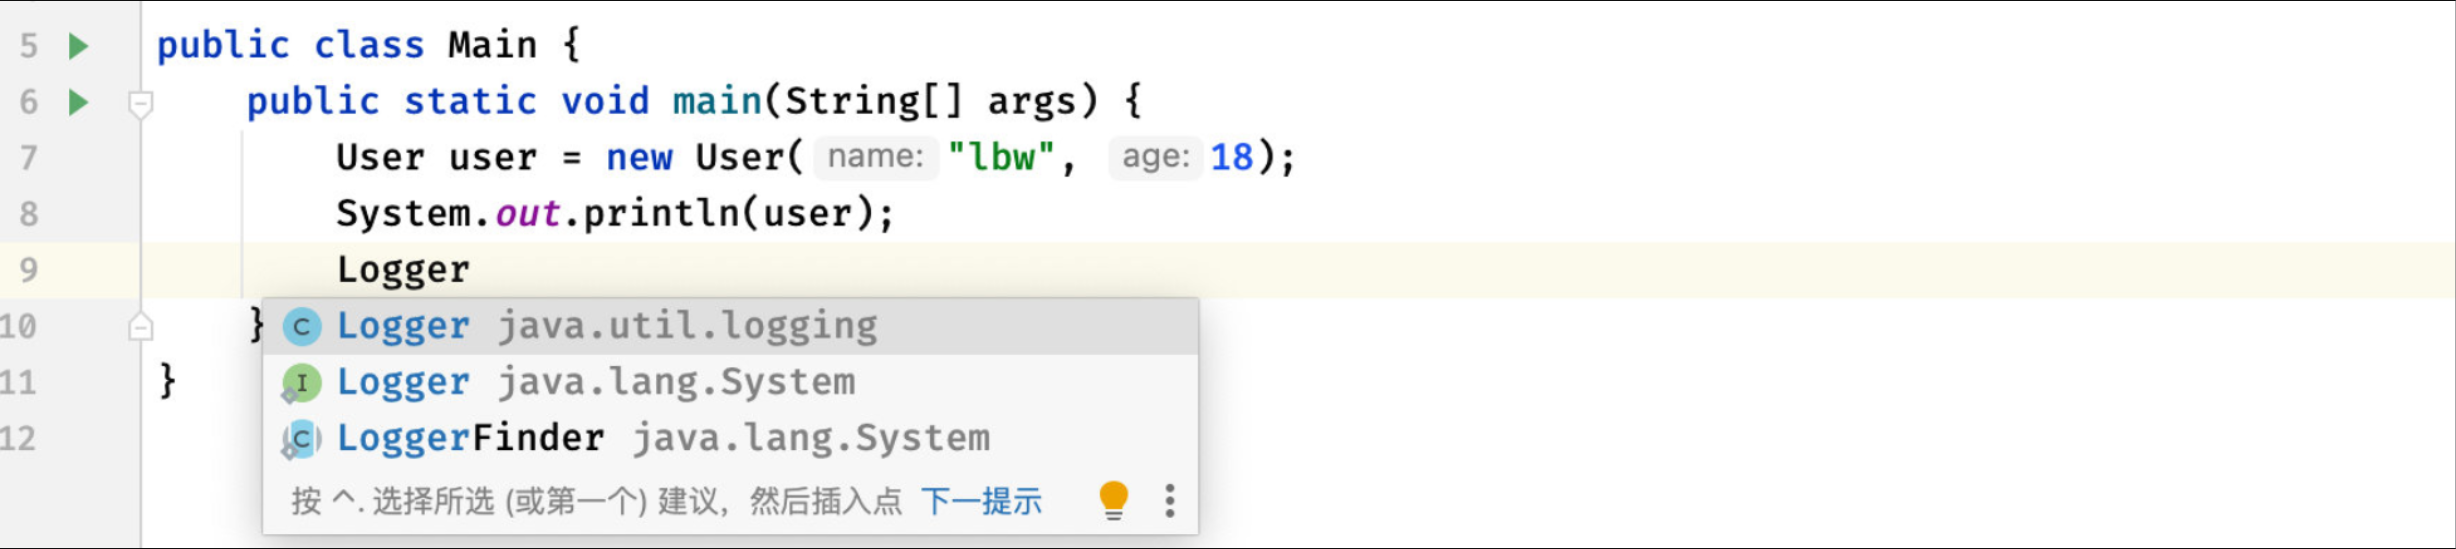 5 public class Main {
6 public static void main(String[] args) {
7 User user = new User( name: "lbw", age: 18);
8 System.out.println(user);
9 Logger
10 } C Logger java.util.logging
11 } I Logger java.lang.System
12 C LoggerFinder java.lang.System
按 ^. 选择所选 (或第一个) 建议，然后插入点 下一提示